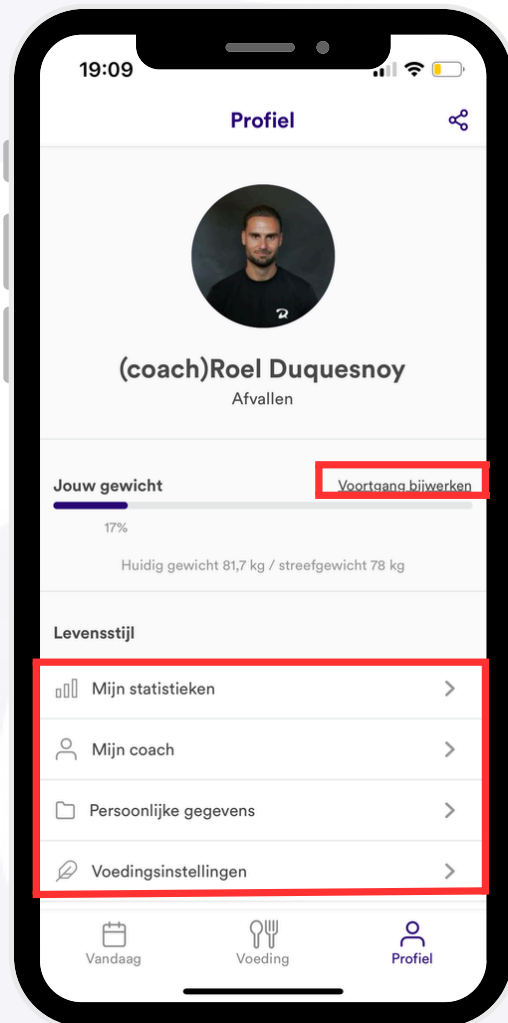 19:09
Profiel
(coach)Roel Duquesnoy
Afvallen
Jouw gewicht
Voortgang bijwerken
17%
Huidig gewicht 81,7 kg / streefgewicht 78 kg
Levensstijl
Mijn statistieken
Mijn coach
Persoonlijke gegevens
Voedingsinstellingen
Vandaag
Voeding
Profiel